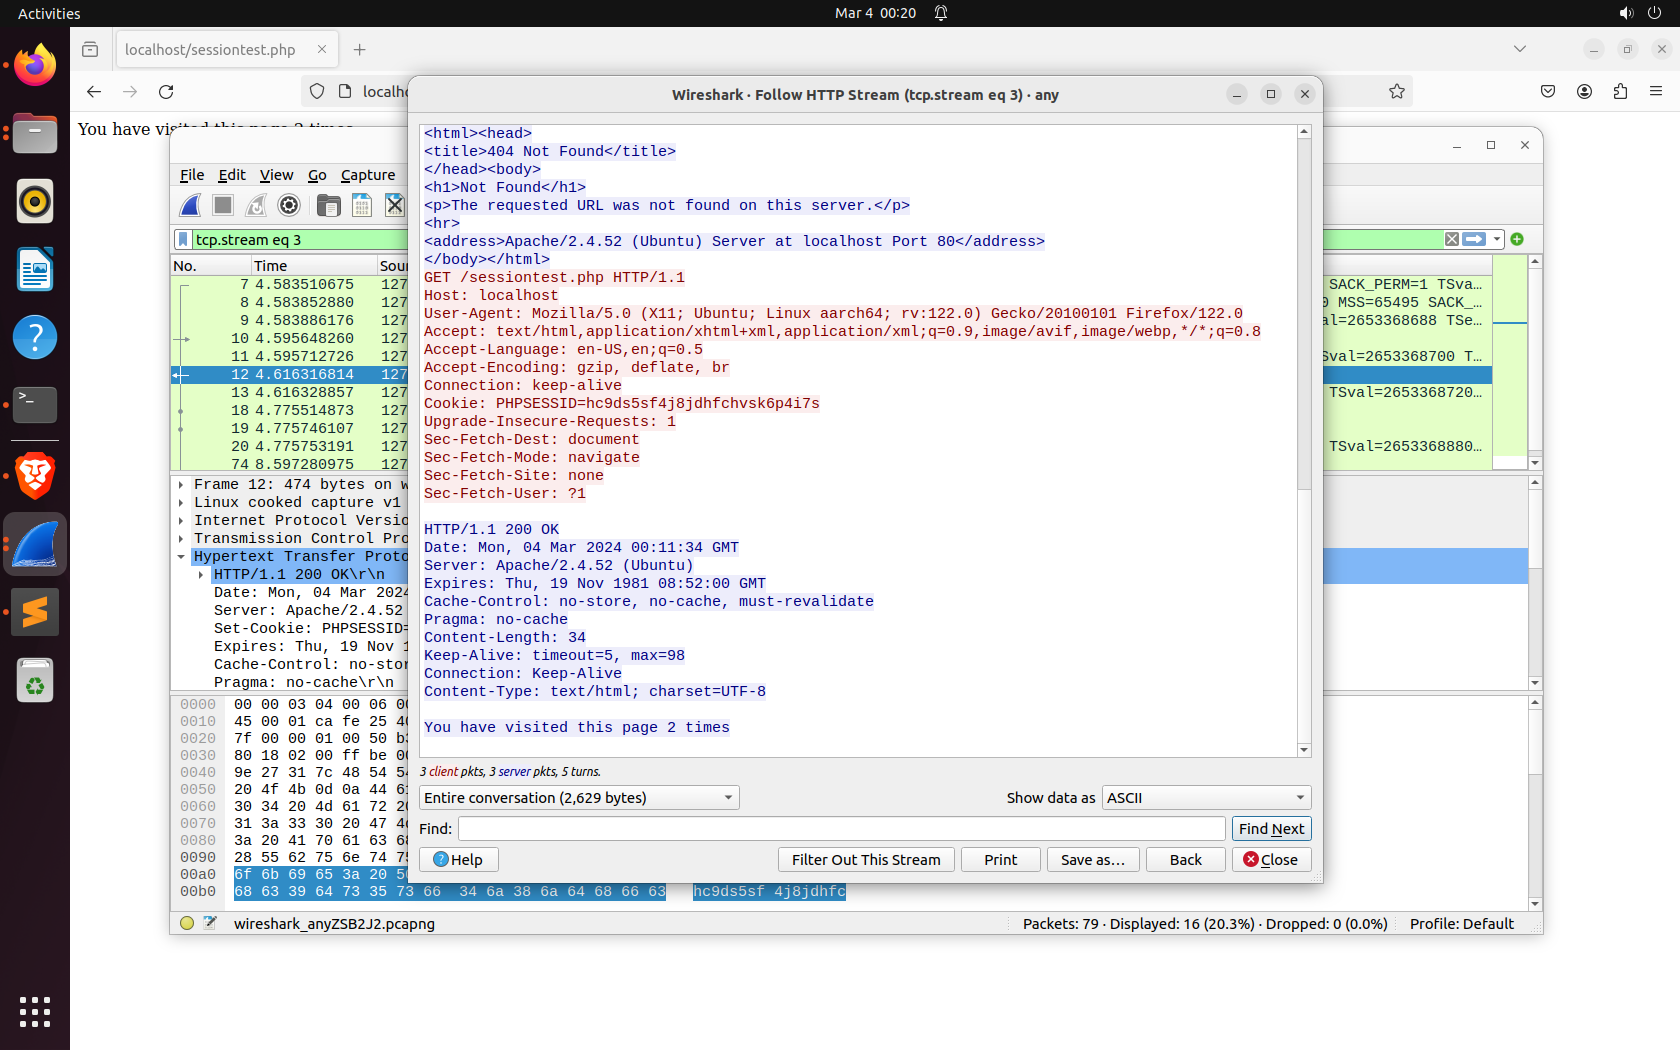 Activities
Mar 4 00:20
localhost/sessiontest.php
localh
You have visited this page 2 times
Wireshark · Follow HTTP Stream (tcp.stream eq 3) · any
File Edit View Go Capture
tcp.stream eq 3
No. Time Sour
7 4.583510675 127
8 4.583852880 127
9 4.583886176 127
10 4.595648260 127
11 4.595712726 127
12 4.616316814 127
13 4.616328857 127
18 4.775514873 127
19 4.775746107 127
20 4.775753191 127
74 8.597280975 127
SACK_PERM=1 TSva…
0 MSS=65495 SACK_…
al=2653368688 TSe…
Sval=2653368700 T…
TSval=2653368720…
TSval=2653368880…
Frame 12: 474 bytes on w
Linux cooked capture v1
Internet Protocol Versio
Transmission Control Pro
Hypertext Transfer Proto
HTTP/1.1 200 OK\r\n
Date: Mon, 04 Mar 2024
Server: Apache/2.4.52
Set-Cookie: PHPSESSID=
Expires: Thu, 19 Nov 1
Cache-Control: no-stor
Pragma: no-cache\r\n
0000 00 00 03 04 00 06 00
0010 45 00 01 ca fe 25 40
0020 7f 00 00 01 00 50 b3
0030 80 18 02 00 ff be 00
0040 9e 27 31 7c 48 54 54
0050 20 4f 4b 0d 0a 44 61
0060 30 34 20 4d 61 72 20
0070 31 3a 33 30 20 47 4d
0080 3a 20 41 70 61 63 68
0090 28 55 62 75 6e 74 75
00a0 6f 6b 69 65 3a 20 50
00b0 68 63 39 64 73 35 73 66 34 6a 38 6a 64 68 66 63 hc9ds5sf 4j8jdhfc
<html><head>
<title>404 Not Found</title>
</head><body>
<h1>Not Found</h1>
<p>The requested URL was not found on this server.</p>
<hr>
<address>Apache/2.4.52 (Ubuntu) Server at localhost Port 80</address>
</body></html>
GET /sessiontest.php HTTP/1.1
Host: localhost
User-Agent: Mozilla/5.0 (X11; Ubuntu; Linux aarch64; rv:122.0) Gecko/20100101 Firefox/122.0
Accept: text/html,application/xhtml+xml,application/xml;q=0.9,image/avif,image/webp,*/*;q=0.8
Accept-Language: en-US,en;q=0.5
Accept-Encoding: gzip, deflate, br
Connection: keep-alive
Cookie: PHPSESSID=hc9ds5sf4j8jdhfchvsk6p4i7s
Upgrade-Insecure-Requests: 1
Sec-Fetch-Dest: document
Sec-Fetch-Mode: navigate
Sec-Fetch-Site: none
Sec-Fetch-User: ?1
HTTP/1.1 200 OK
Date: Mon, 04 Mar 2024 00:11:34 GMT
Server: Apache/2.4.52 (Ubuntu)
Expires: Thu, 19 Nov 1981 08:52:00 GMT
Cache-Control: no-store, no-cache, must-revalidate
Pragma: no-cache
Content-Length: 34
Keep-Alive: timeout=5, max=98
Connection: Keep-Alive
Content-Type: text/html; charset=UTF-8
You have visited this page 2 times
3 client pkts, 3 server pkts, 5 turns.
Entire conversation (2,629 bytes)
Show data as ASCII
Find:
Find Next
Help
Filter Out This Stream
Print
Save as…
Back
Close
wireshark_anyZSB2J2.pcapng
Packets: 79 · Displayed: 16 (20.3%) · Dropped: 0 (0.0%)
Profile: Default